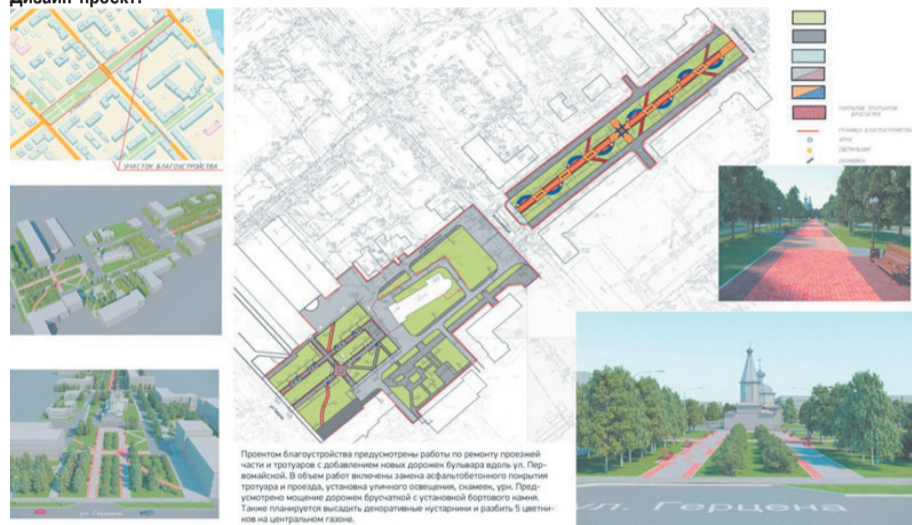 Дизайн-проект:
УЧАСТОК БЛАГОУСТРОЙСТВА
ПОКРЫТИЕ ТРОТУАРОВ
БРУСЧАТКА
ГРАНИЦА БЛАГОУСТРОЙСТВА
УРНА
СВЕТИЛЬНИК
СКАМЕЙКА
ул. Герцена
Проектом благоустройства предусмотрены работы по ремонту проезжей
части и тротуаров с добавлением новых дорожек бульвара вдоль ул. Пер-
вомайской. В объем работ включены замена асфальтобетонного покрытия
тротуара и проезда, установка уличного освещения, скамеек, урн. Пред-
усмотрено мощение дорожек брусчаткой с установкой бортового камня.
Также планируется высадить декоративные кустарники и разбить 5 цветни-
ков на центральном газоне.
ул. Герцена